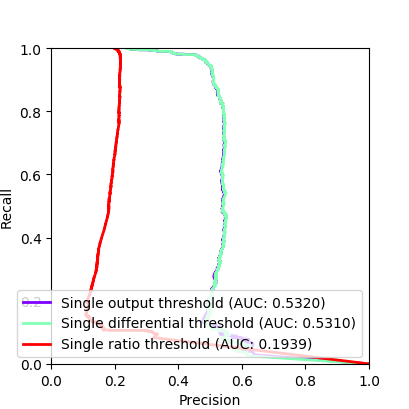 1.0
0.8
0.6
0.4
0.2
0.0
Recall
Single output threshold (AUC: 0.5320)
Single differential threshold (AUC: 0.5310)
Single ratio threshold (AUC: 0.1939)
0.0 0.2 0.4 0.6 0.8 1.0
Precision